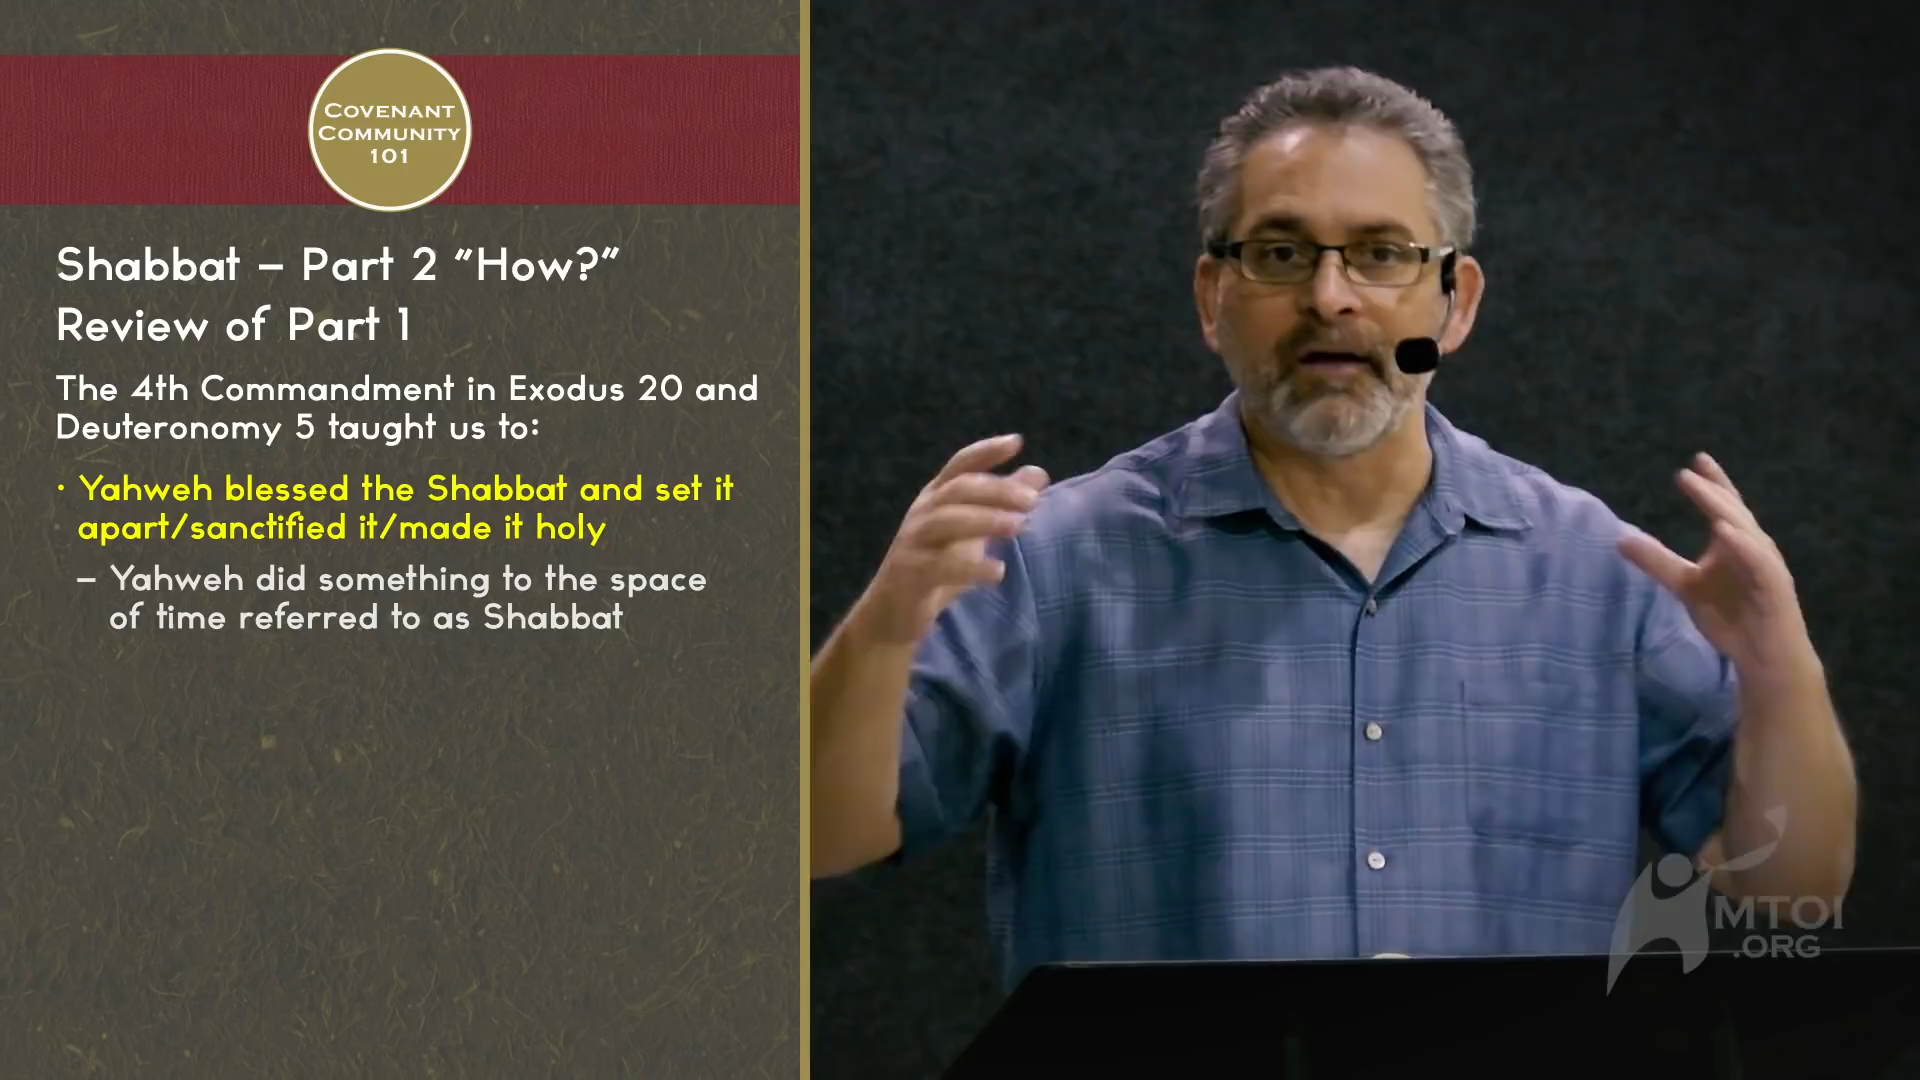 COVENANT
COMMUNITY
101
Shabbat – Part 2 “How?”
Review of Part 1
The 4th Commandment in Exodus 20 and
Deuteronomy 5 taught us to:
· Yahweh blessed the Shabbat and set it
apart/sanctified it/made it holy
– Yahweh did something to the space
of time referred to as Shabbat
MTOI
.ORG